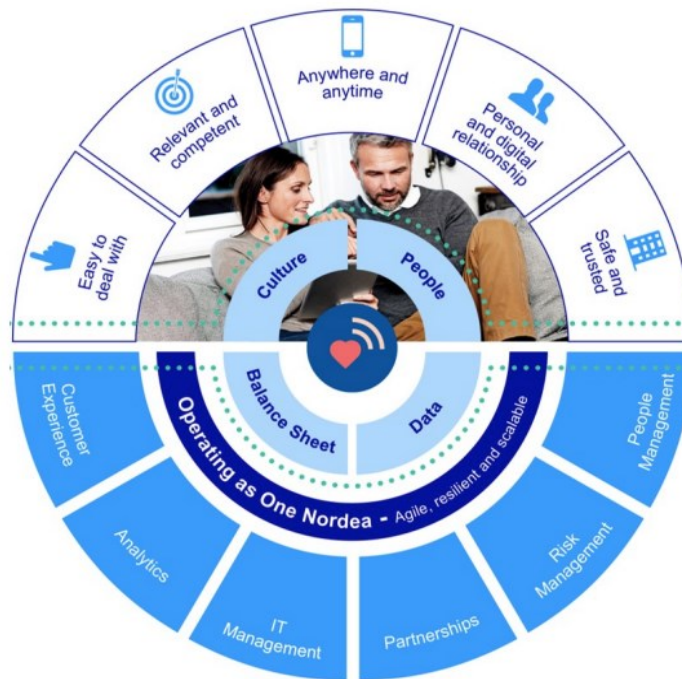 Easy to
deal with
Relevant and
competent
Anywhere and
anytime
Personal
and digital
relationship
Safe and
trusted
Culture
People
Balance Sheet
Data
Operating as One Nordea - Agile, resilient and scalable
Customer
Experience
Analytics
IT
Management
Partnerships
Risk
Management
People
Management